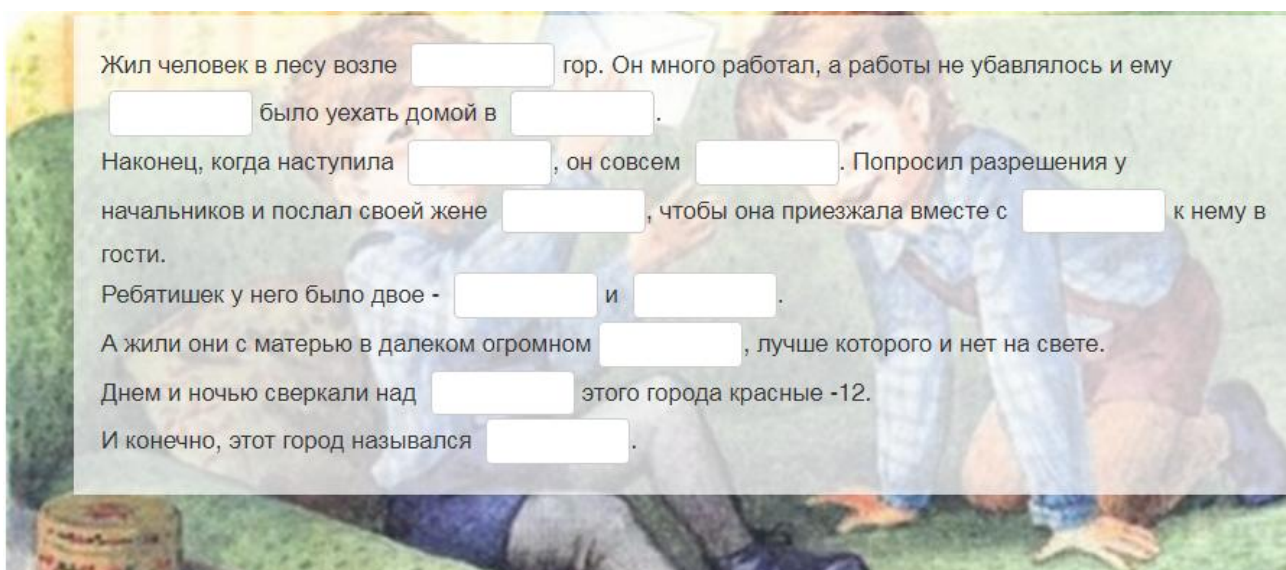 Жил человек в лесу возле гор. Он много работал, а работы не убавлялось и ему
было уехать домой в .
Наконец, когда наступила , он совсем . Попросил разрешения у
начальников и послал своей жене , чтобы она приезжала вместе с к нему в
гости.
Ребятишек у него было двое - и .
А жили они с матерью в далеком огромном , лучше которого и нет на свете.
Днем и ночью сверкали над этого города красные -12.
И конечно, этот город назывался .